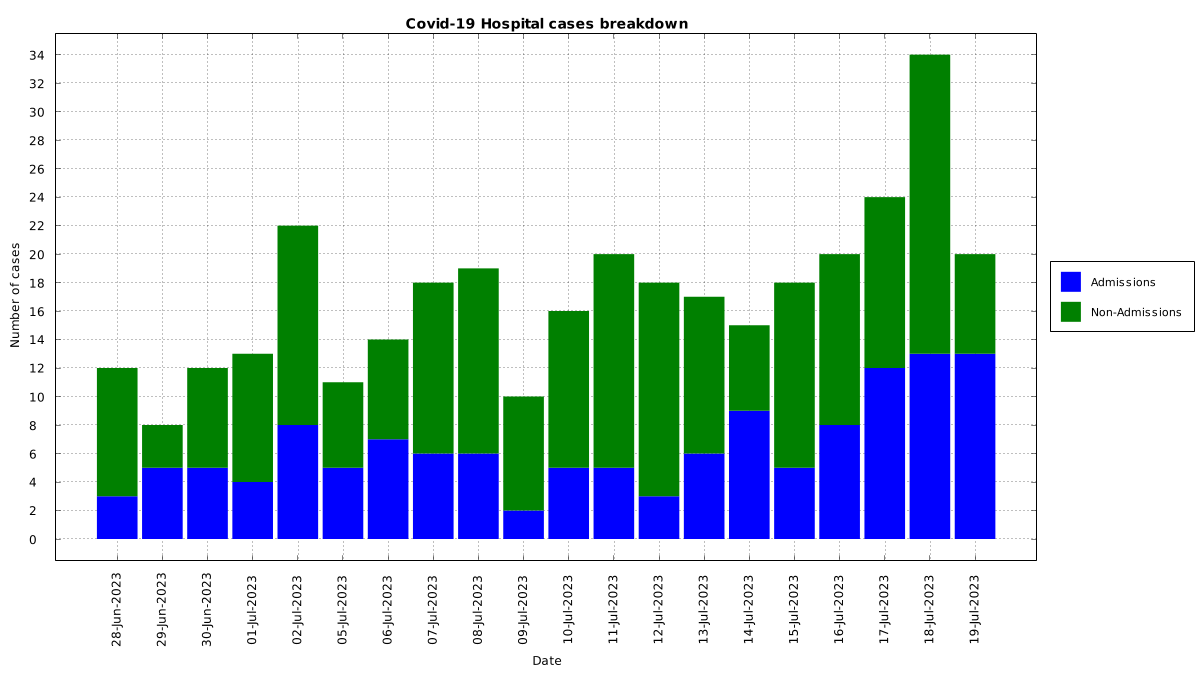 Covid-19 Hospital cases breakdown
Number of cases
34
32
30
28
26
24
22
20
18
16
14
12
10
8
6
4
2
0
28-Jun-2023
29-Jun-2023
30-Jun-2023
01-Jul-2023
02-Jul-2023
05-Jul-2023
06-Jul-2023
07-Jul-2023
08-Jul-2023
09-Jul-2023
10-Jul-2023
11-Jul-2023
12-Jul-2023
13-Jul-2023
14-Jul-2023
15-Jul-2023
16-Jul-2023
17-Jul-2023
18-Jul-2023
19-Jul-2023
Date
Admissions
Non-Admissions